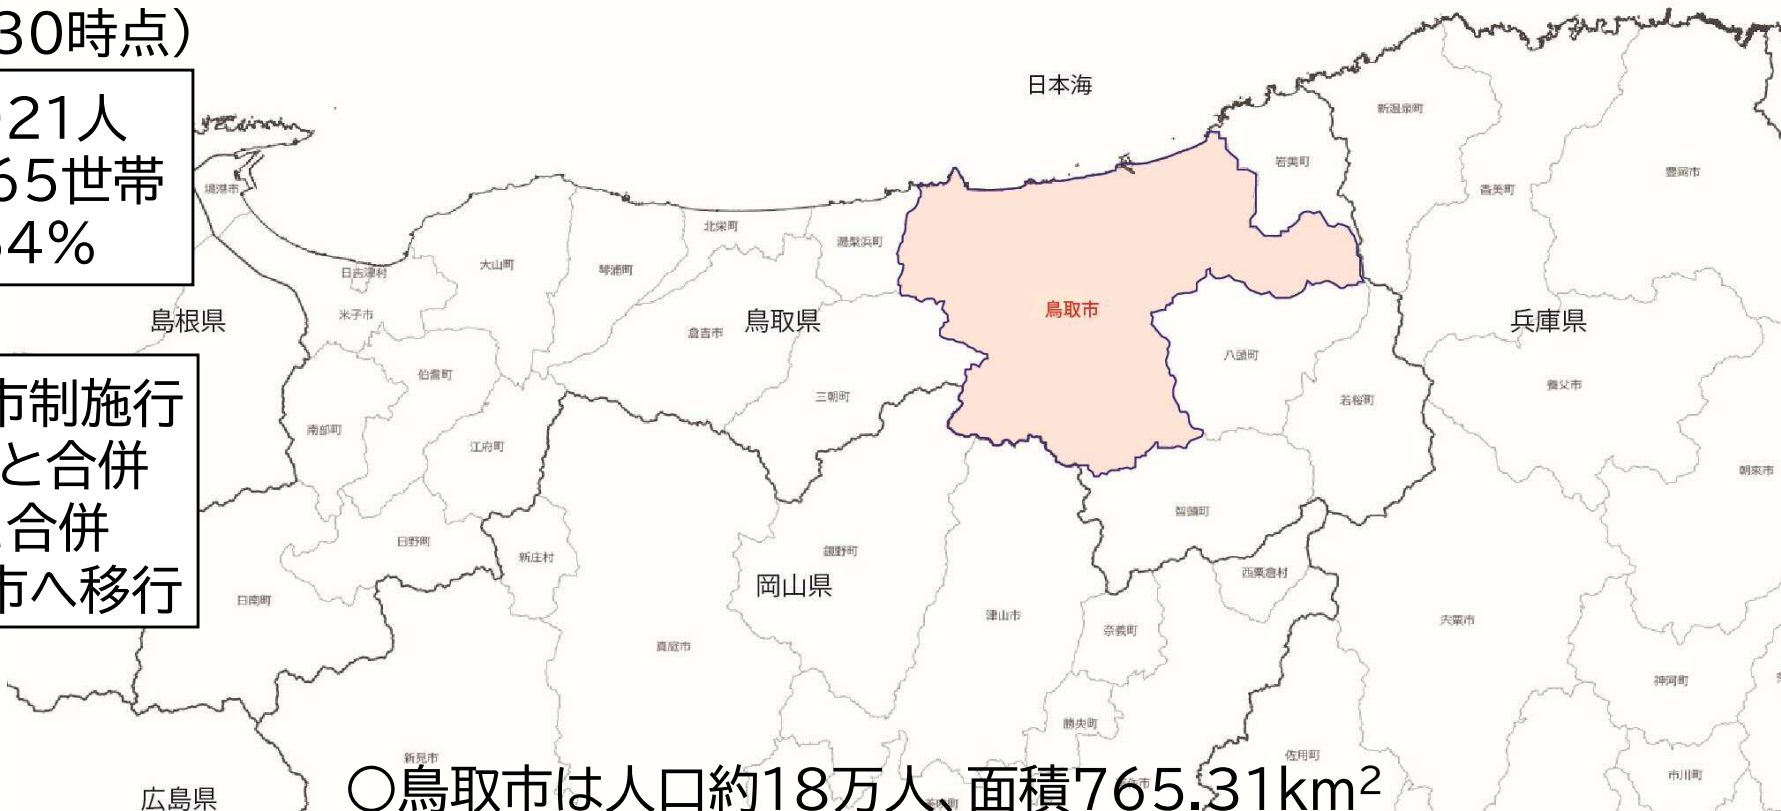 30時点）
21人
65世帯
34%
市制施行
と合併
合併
市へ移行
日本海
新温泉町
岩美町
香美町
豊岡市
境港市
北栄町
湯梨浜町
大山町
琴浦町
日吉津村
米子市
島根県
鳥取県
倉吉市
鳥取市
兵庫県
八頭町
伯耆町
三朝町
若桜町
養父市
南部町
江府町
朝来市
智頭町
日野町
新庄村
鏡野町
岡山県
西粟倉村
日南町
津山市
奈義町
宍粟市
真庭市
神河町
勝央町
新見市
佐用町
市川町
広島県
○鳥取市は人口約18万人、面積765.31km²